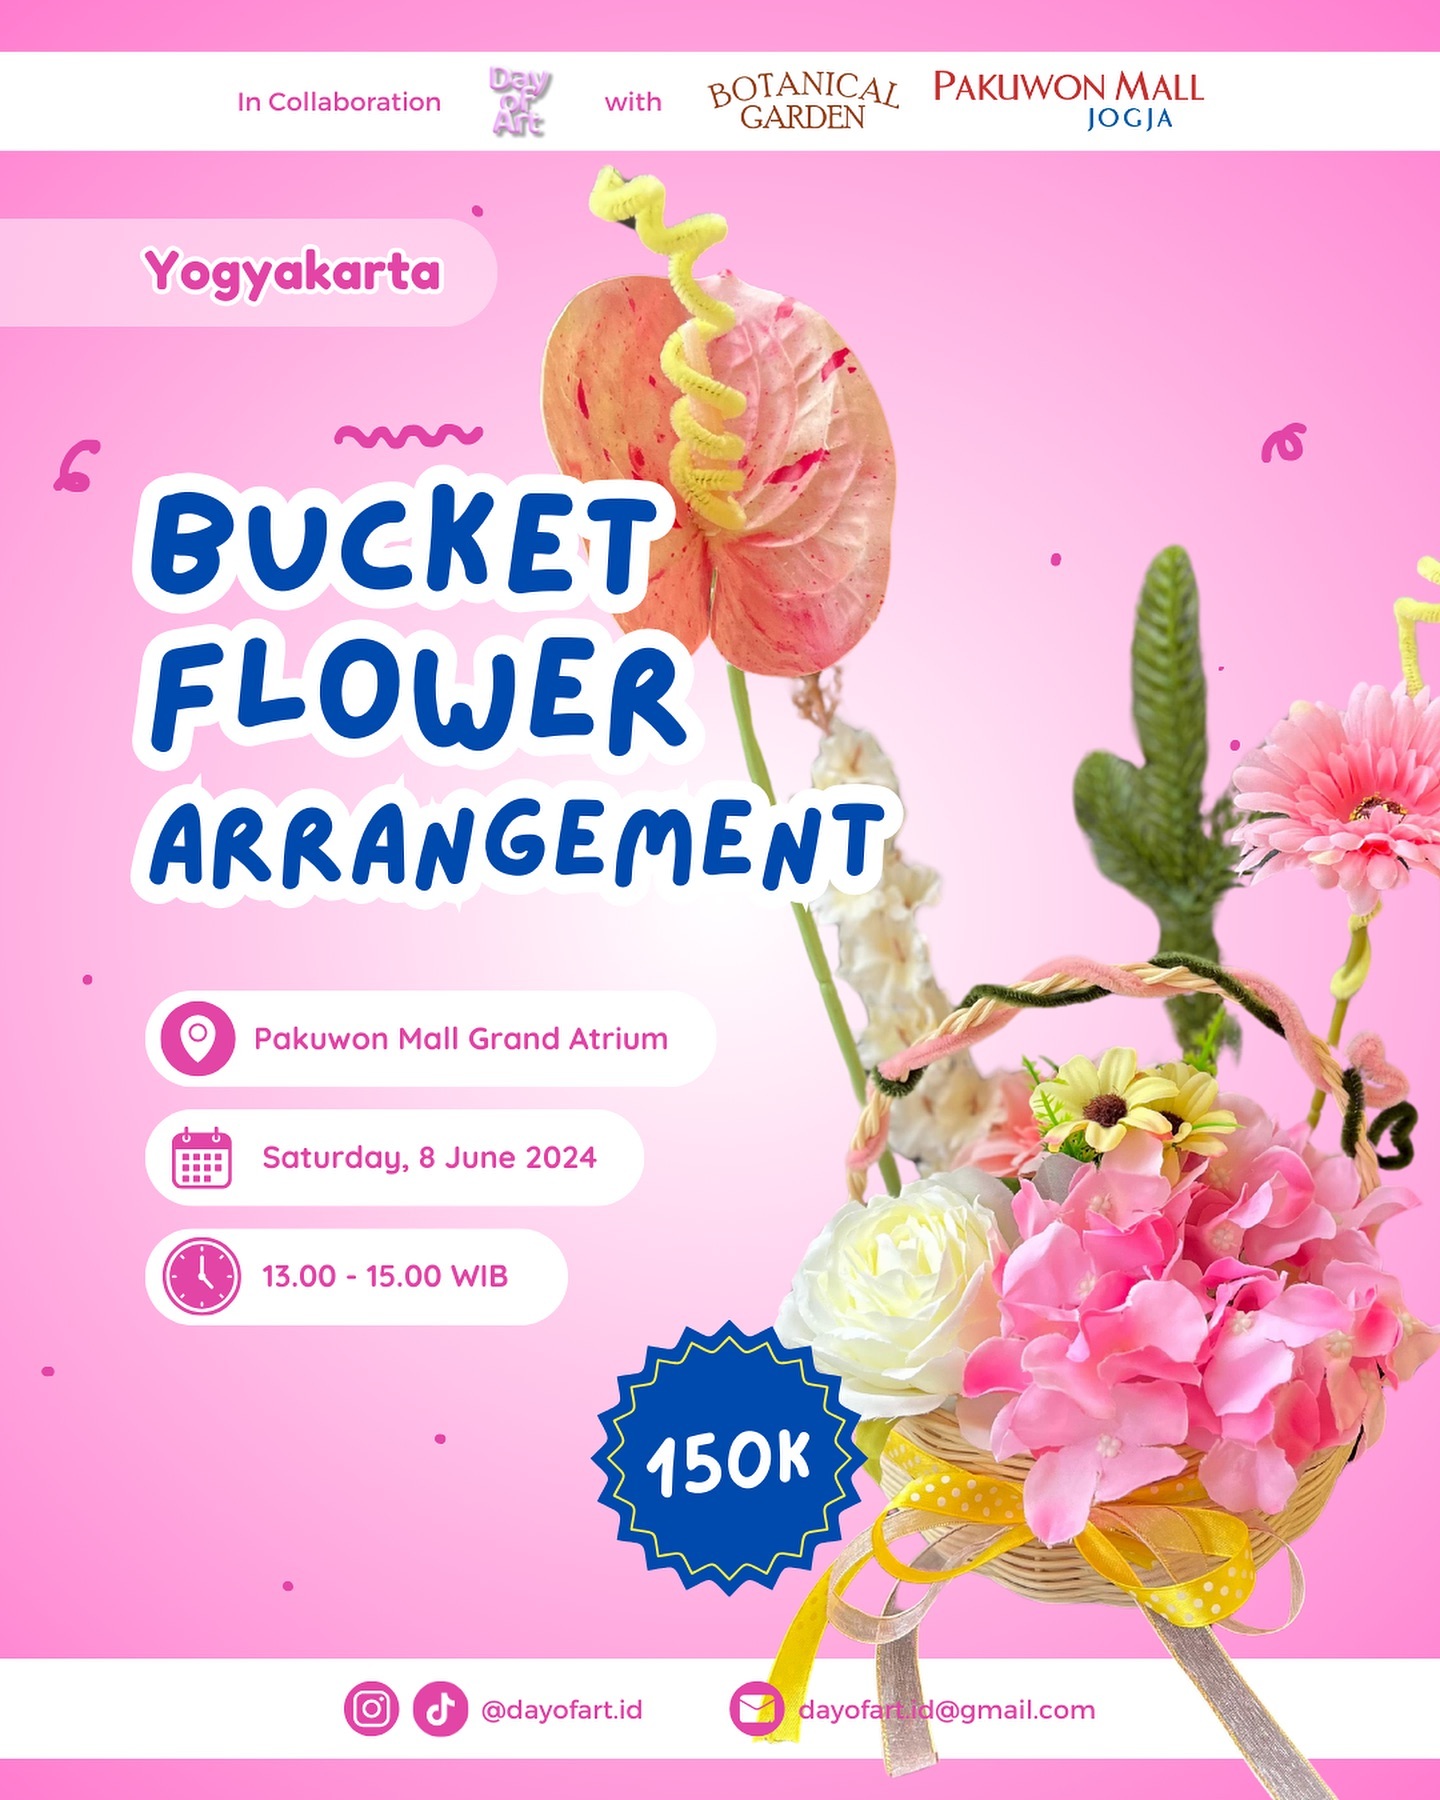 In Collaboration
Day
of
Art
with
BOTANICAL
GARDEN
PAKUWON MALL
JOGJA
Yogyakarta
BUCKET
FLOWER
ARRANGEMENT
Pakuwon Mall Grand Atrium
Saturday, 8 June 2024
13.00 - 15.00 WIB
150K
@dayofart.id
dayofart.id@gmail.com